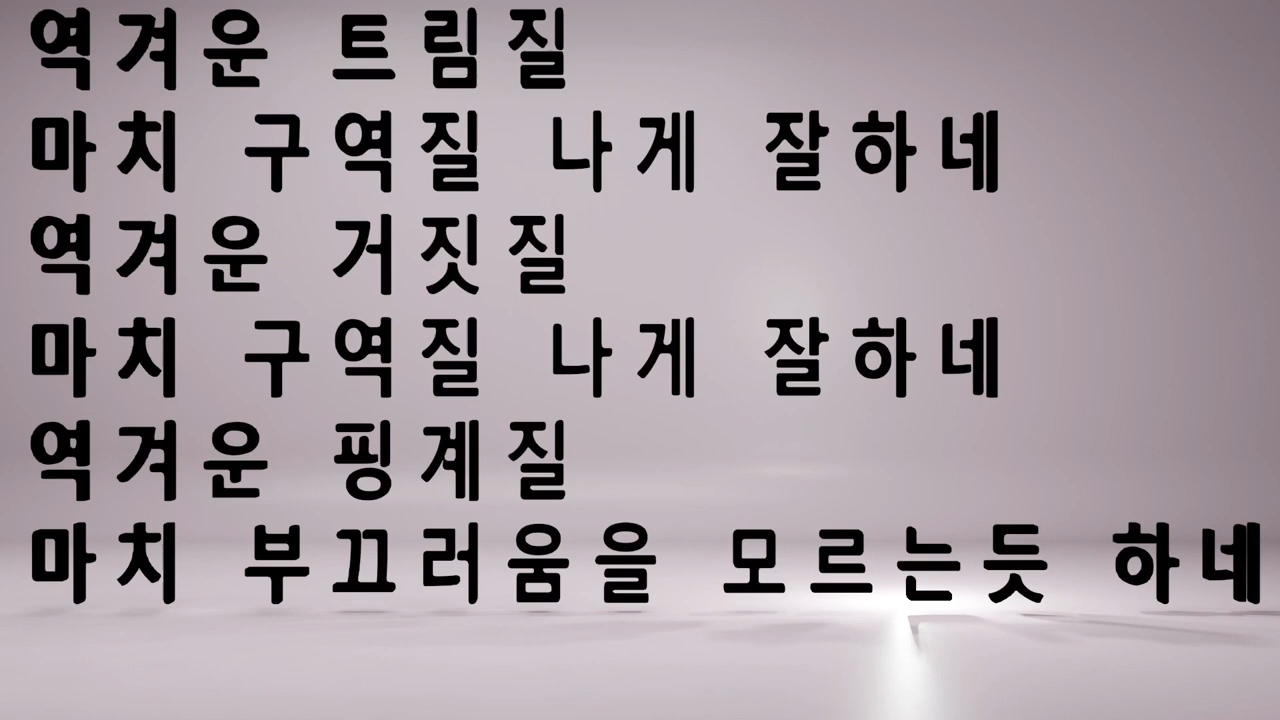 역겨운 트림질
마치 구역질 나게 잘하네
역겨운 거짓질
마치 구역질 나게 잘하네
역겨운 핑계질
마치 부끄러움을 모르는듯 하네